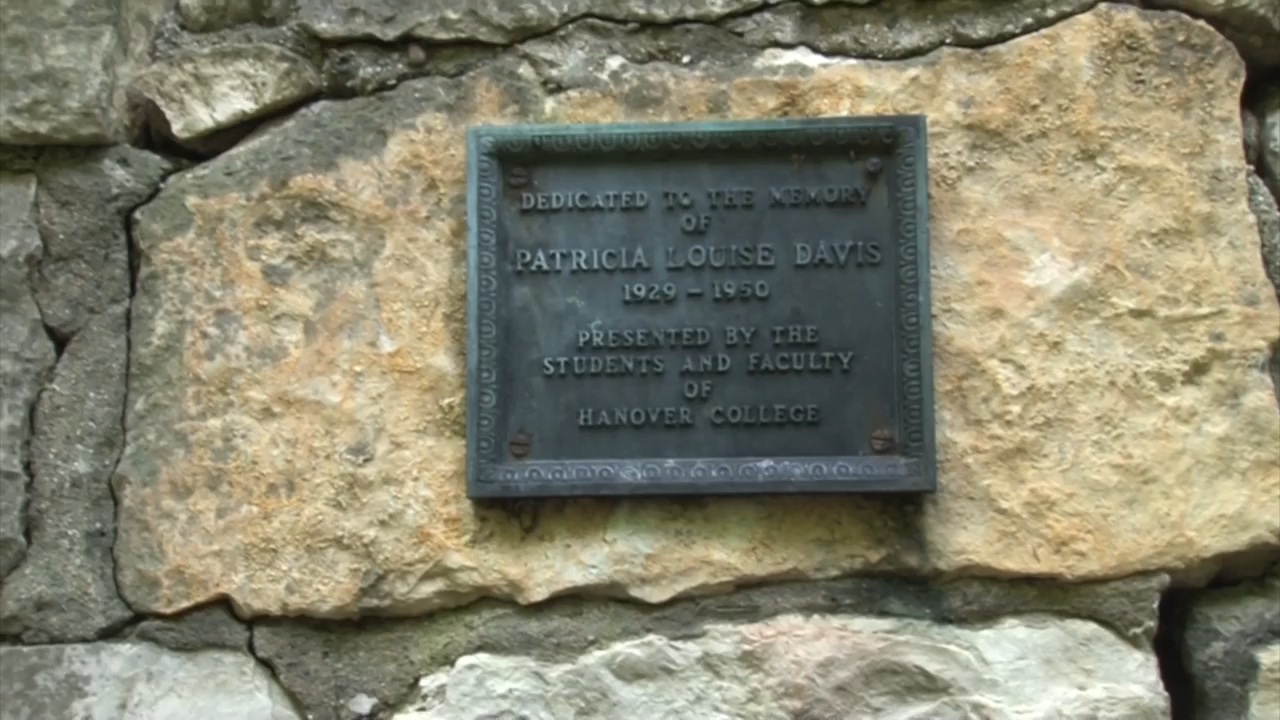 DEDICATED TO THE MEMORY
OF
PATRICIA LOUISE DAVIS
1929 – 1950
PRESENTED BY THE
STUDENTS AND FACULTY
OF
HANOVER COLLEGE